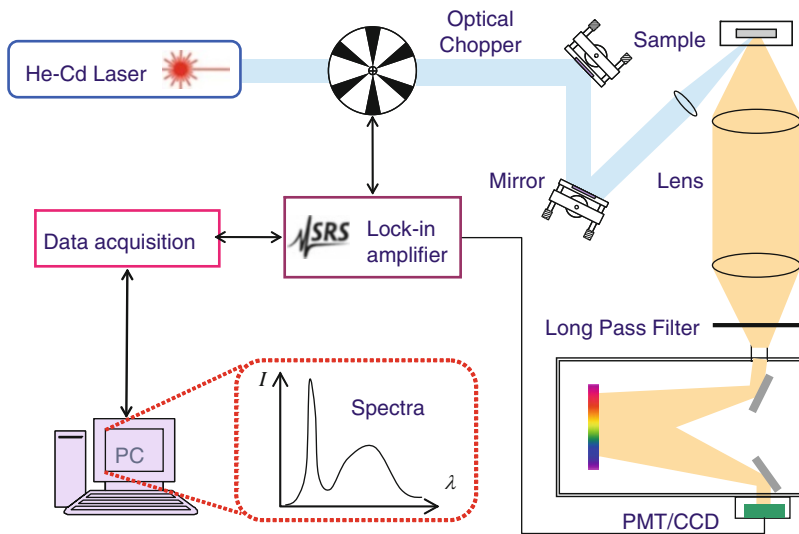 Optical
Chopper
Sample
He-Cd Laser
Mirror
Lens
Data acquisition
SRS
Lock-in
amplifier
Long Pass Filter
I
Spectra
λ
PC
PMT/CCD